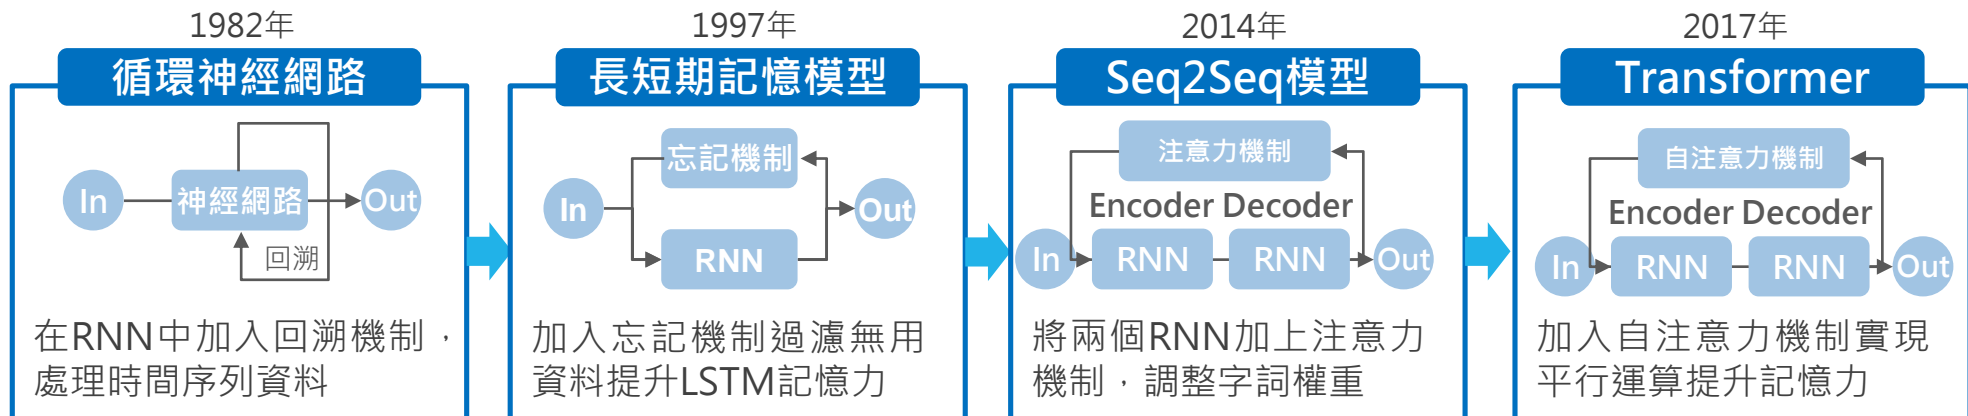 1982年
循環神經網路
In
神經網路
Out
回溯
在RNN中加入回溯機制，
處理時間序列資料
1997年
長短期記憶模型
忘記機制
In
Out
RNN
加入忘記機制過濾無用
資料提升LSTM記憶力
2014年
Seq2Seq模型
注意力機制
Encoder Decoder
In
RNN
RNN
Out
將兩個RNN加上注意力
機制，調整字詞權重
2017年
Transformer
自注意力機制
Encoder Decoder
In
RNN
RNN
Out
加入自注意力機制實現
平行運算提升記憶力